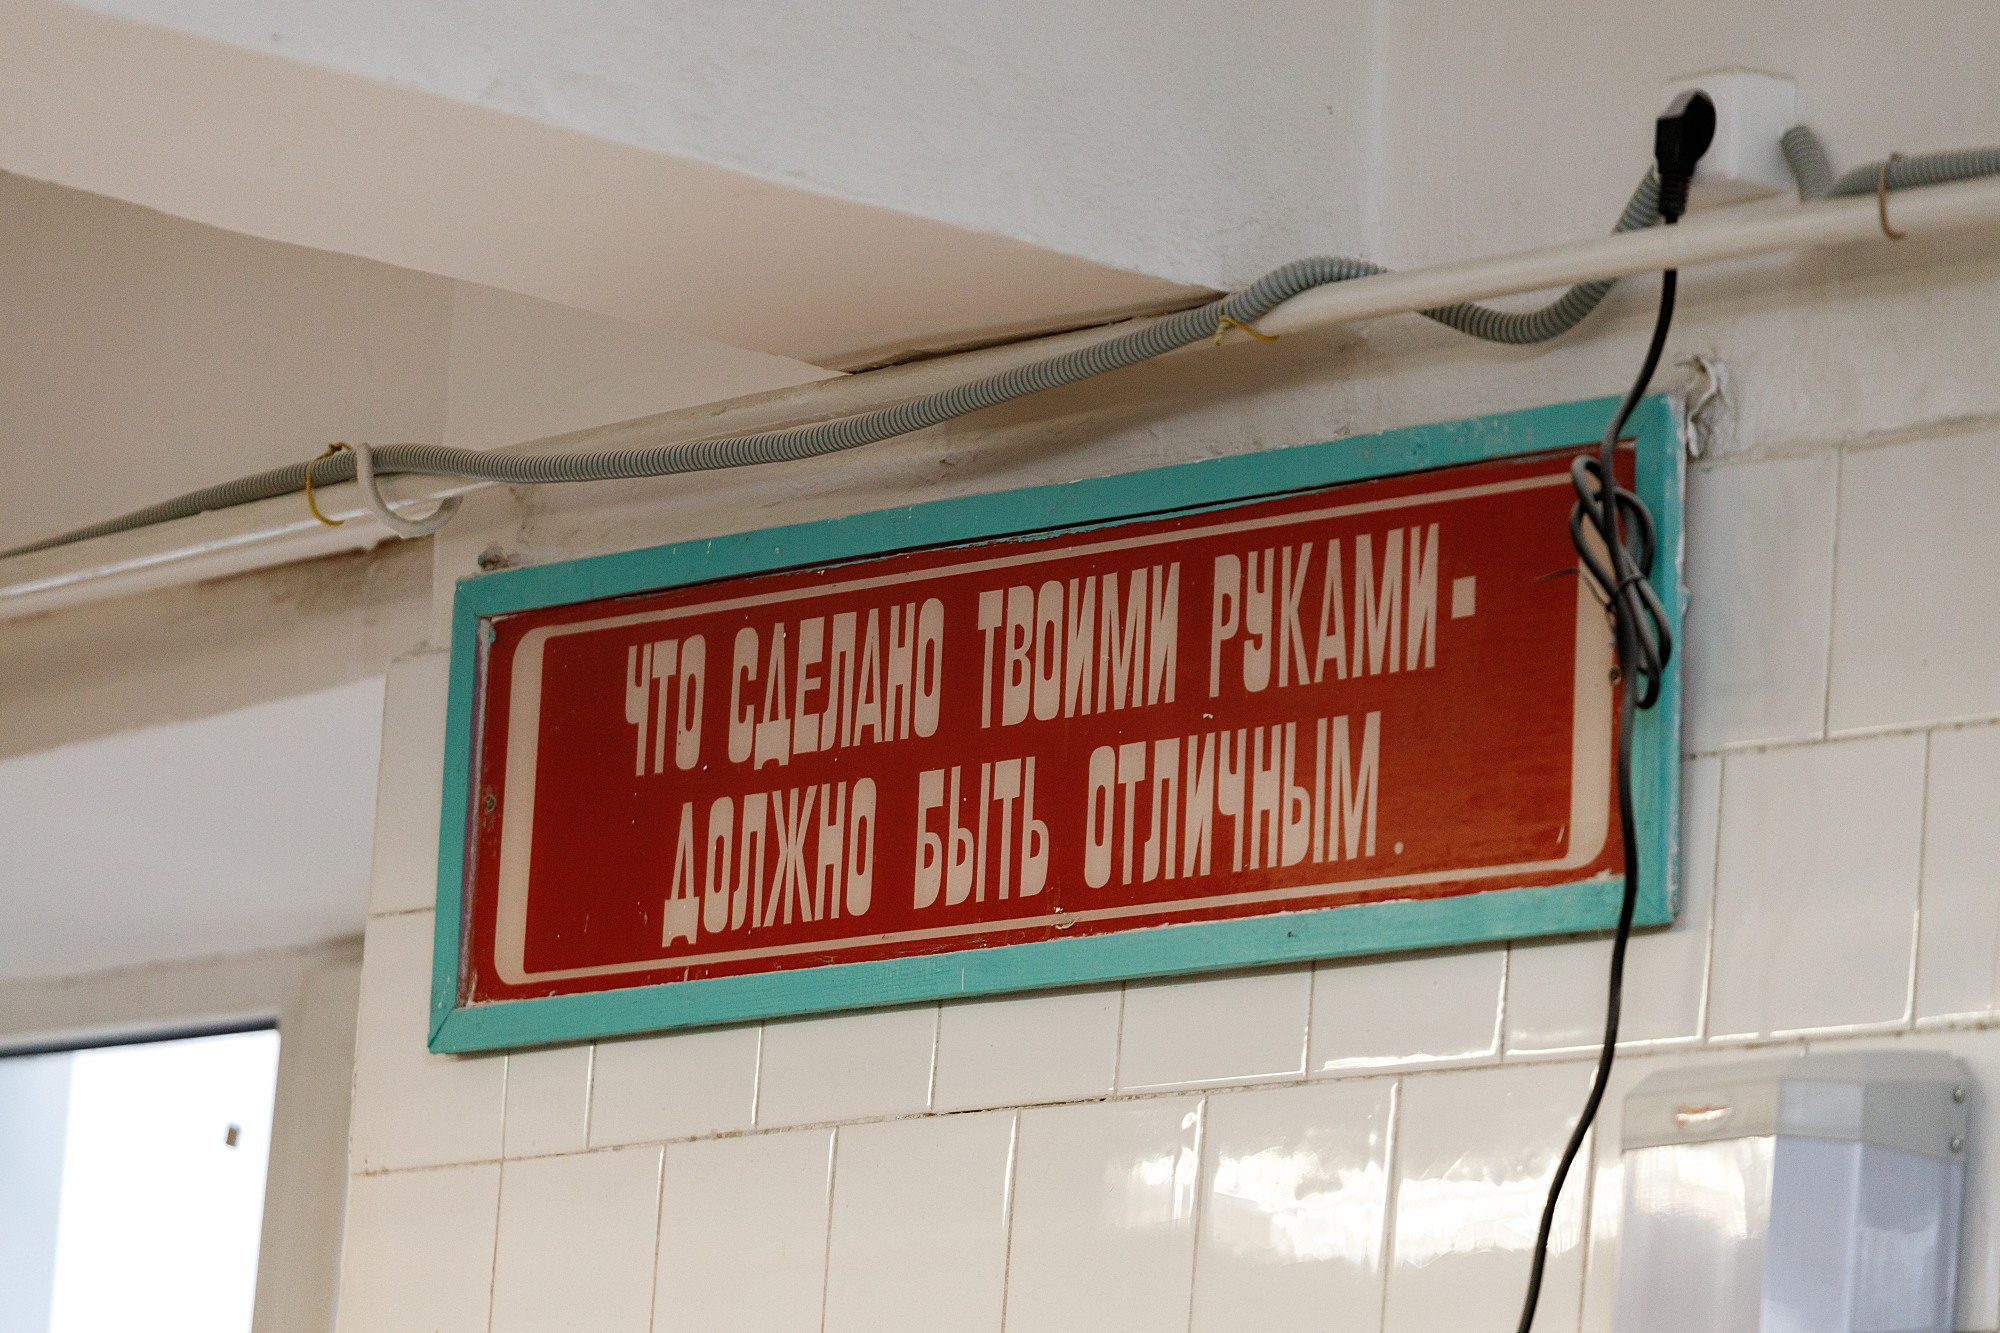 ЧТО СДЕЛАНО ТВОИМИ РУКАМИ-
ДОЛЖНО БЫТЬ ОТЛИЧНЫМ.